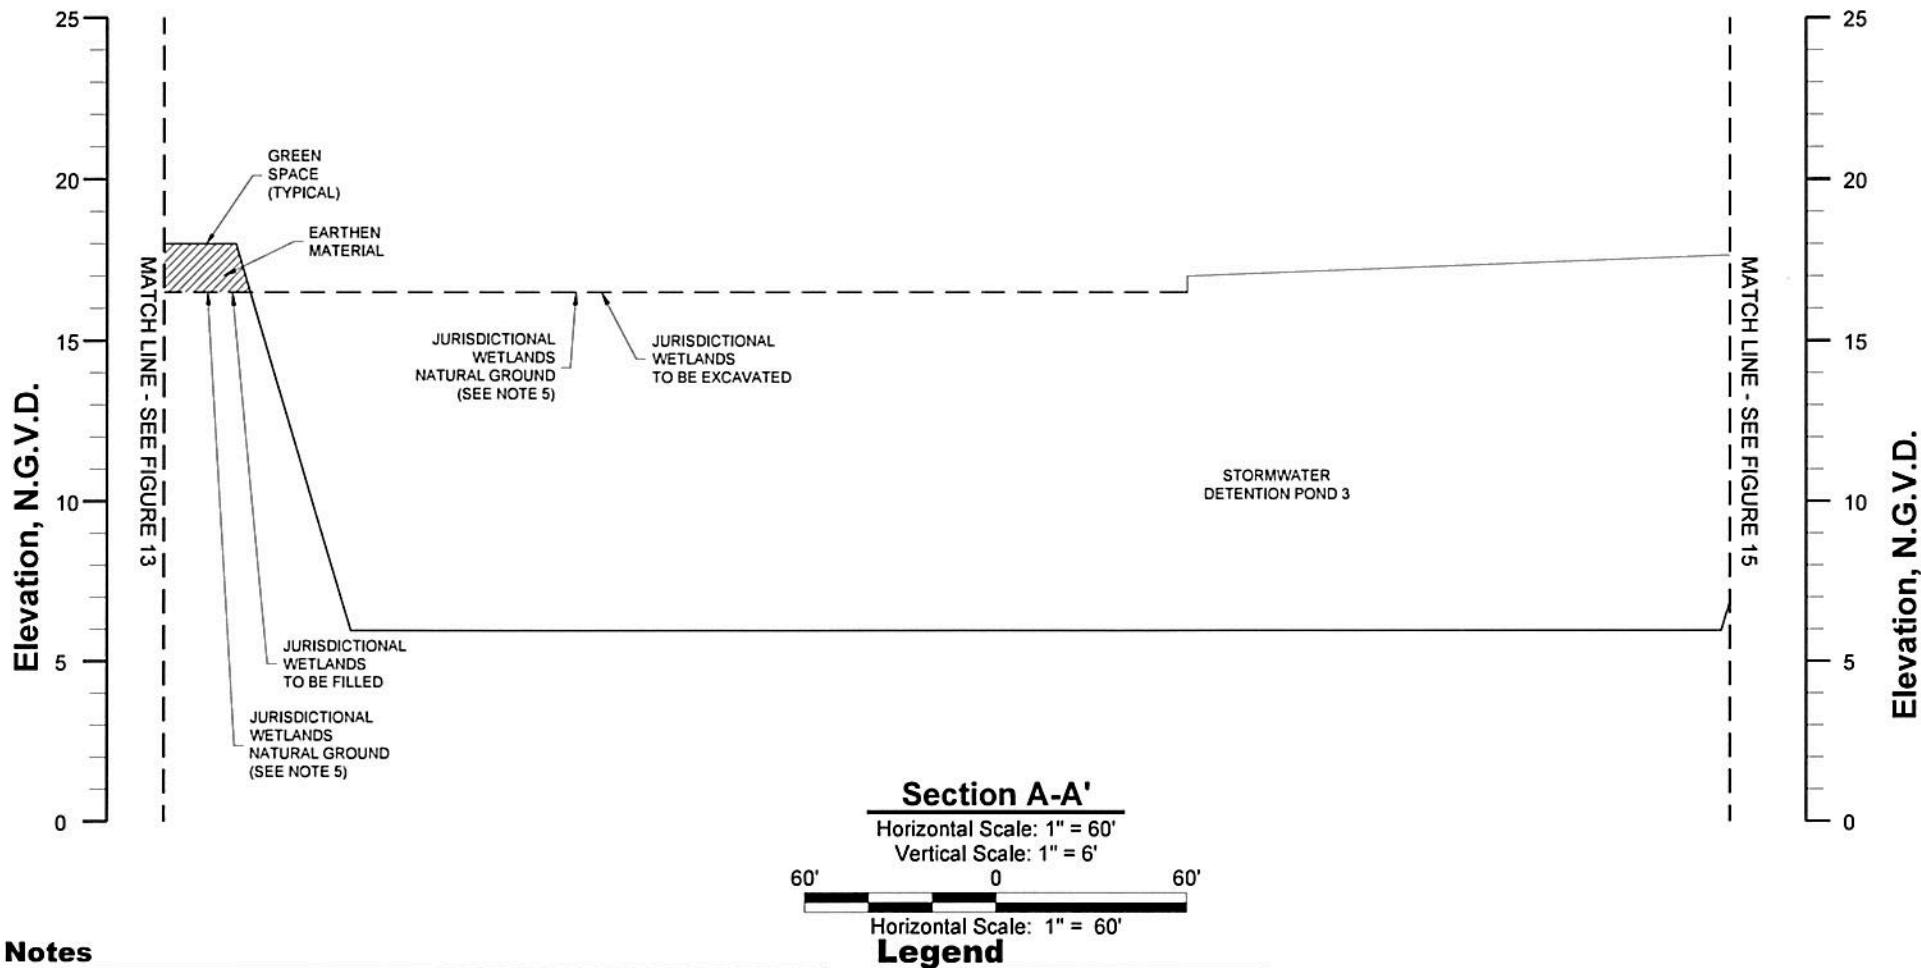 25
20
15
10
5
0
Elevation, N.G.V.D.
MATCH LINE - SEE FIGURE 13
GREEN
SPACE
(TYPICAL)
EARTHEN
MATERIAL
JURISDICTIONAL
WETLANDS
NATURAL GROUND
(SEE NOTE 5)
JURISDICTIONAL
WETLANDS
TO BE EXCAVATED
STORMWATER
DETENTION POND 3
JURISDICTIONAL
WETLANDS
TO BE FILLED
JURISDICTIONAL
WETLANDS
NATURAL GROUND
(SEE NOTE 5)
MATCH LINE - SEE FIGURE 15
25
20
15
10
5
0
Elevation, N.G.V.D.
Section A-A'
Horizontal Scale: 1" = 60'
Vertical Scale: 1" = 6'
60' 0 60'
Horizontal Scale: 1" = 60'
Notes
Legend